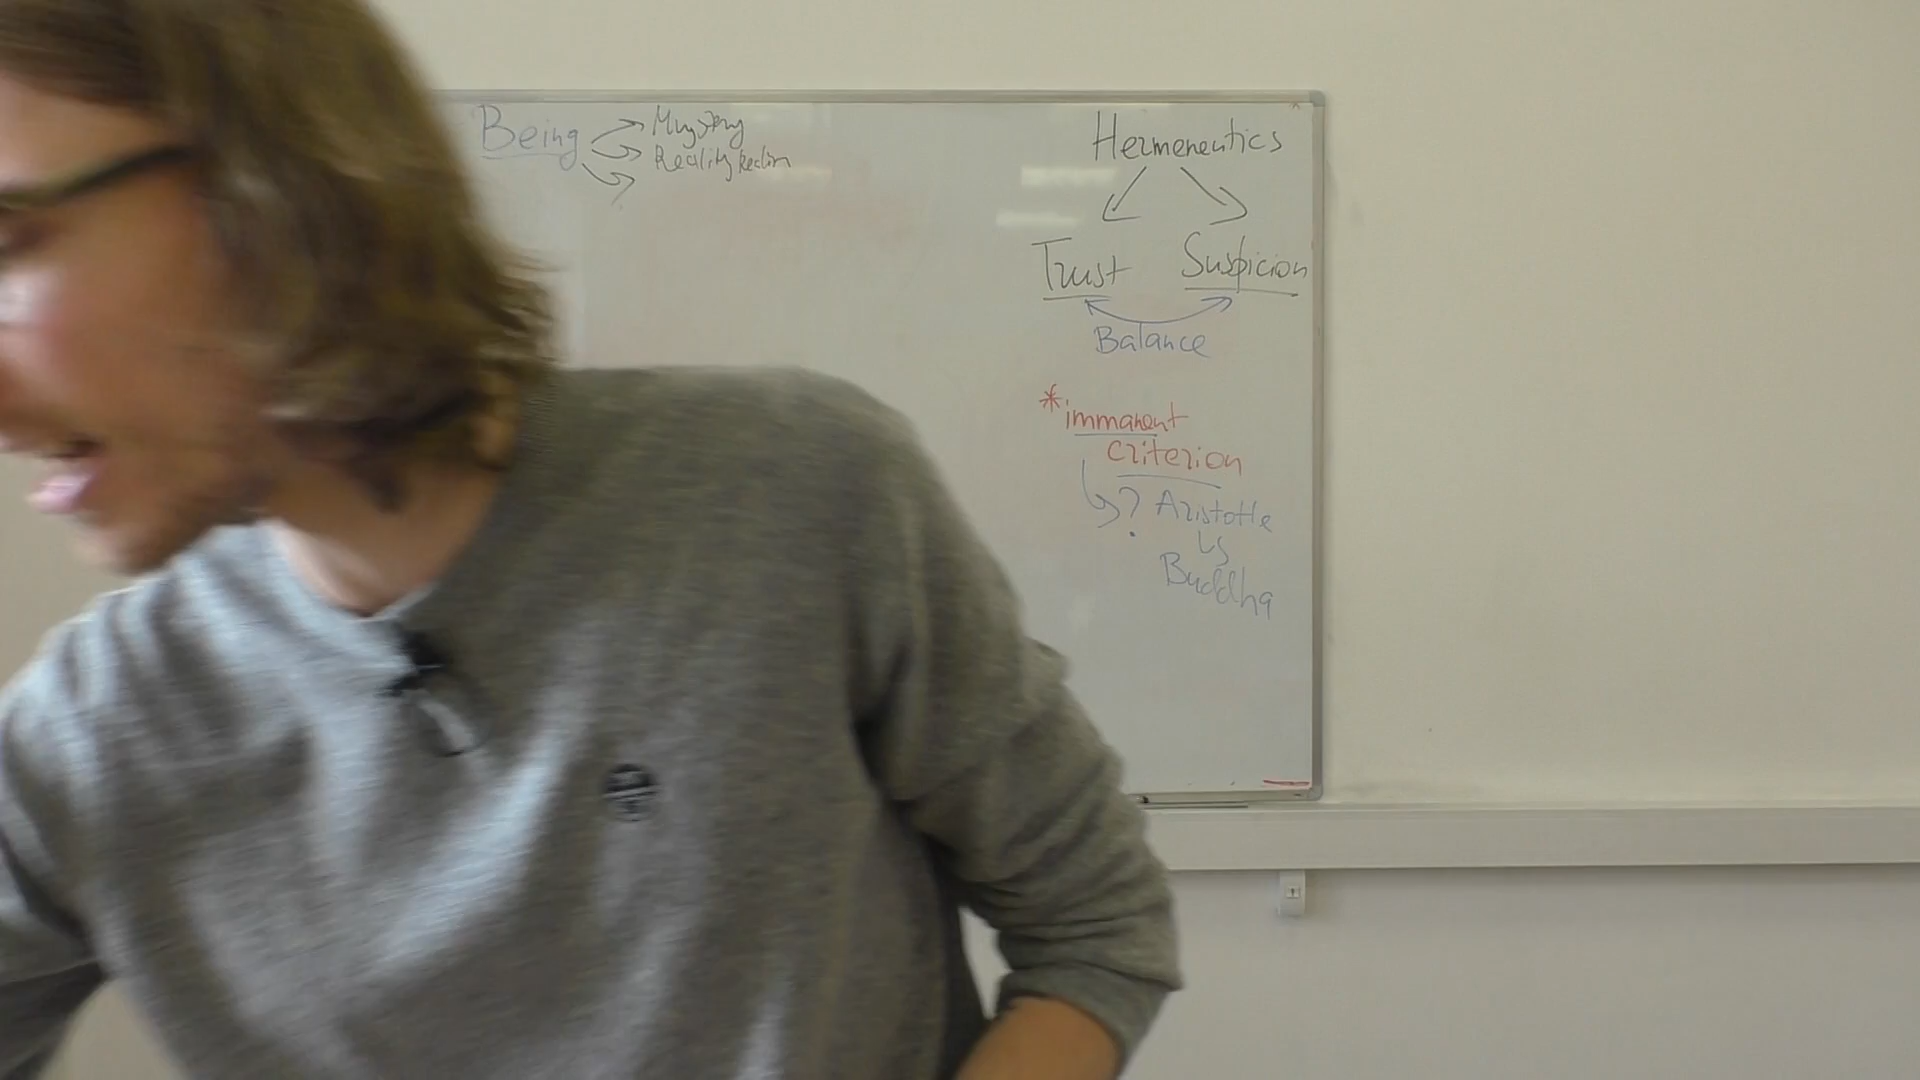 Being
Mystery
Reality
Hermeneutics
Trust Suspicion
Balance
*immanent
criterion
? Aristotle
vs
Buddha